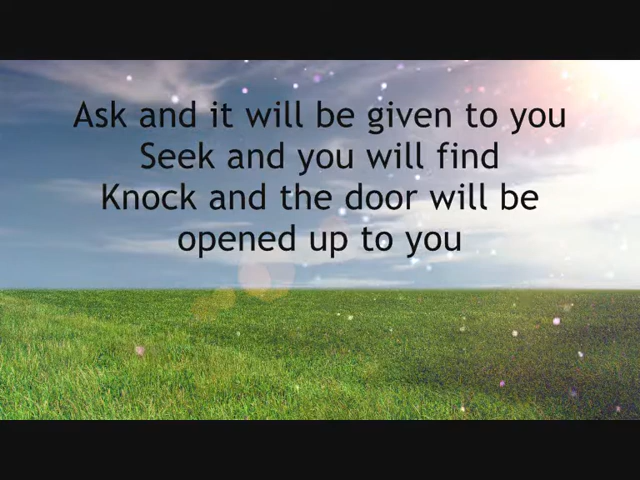 Ask and it will be given to you
Seek and you will find
Knock and the door will be
opened up to you